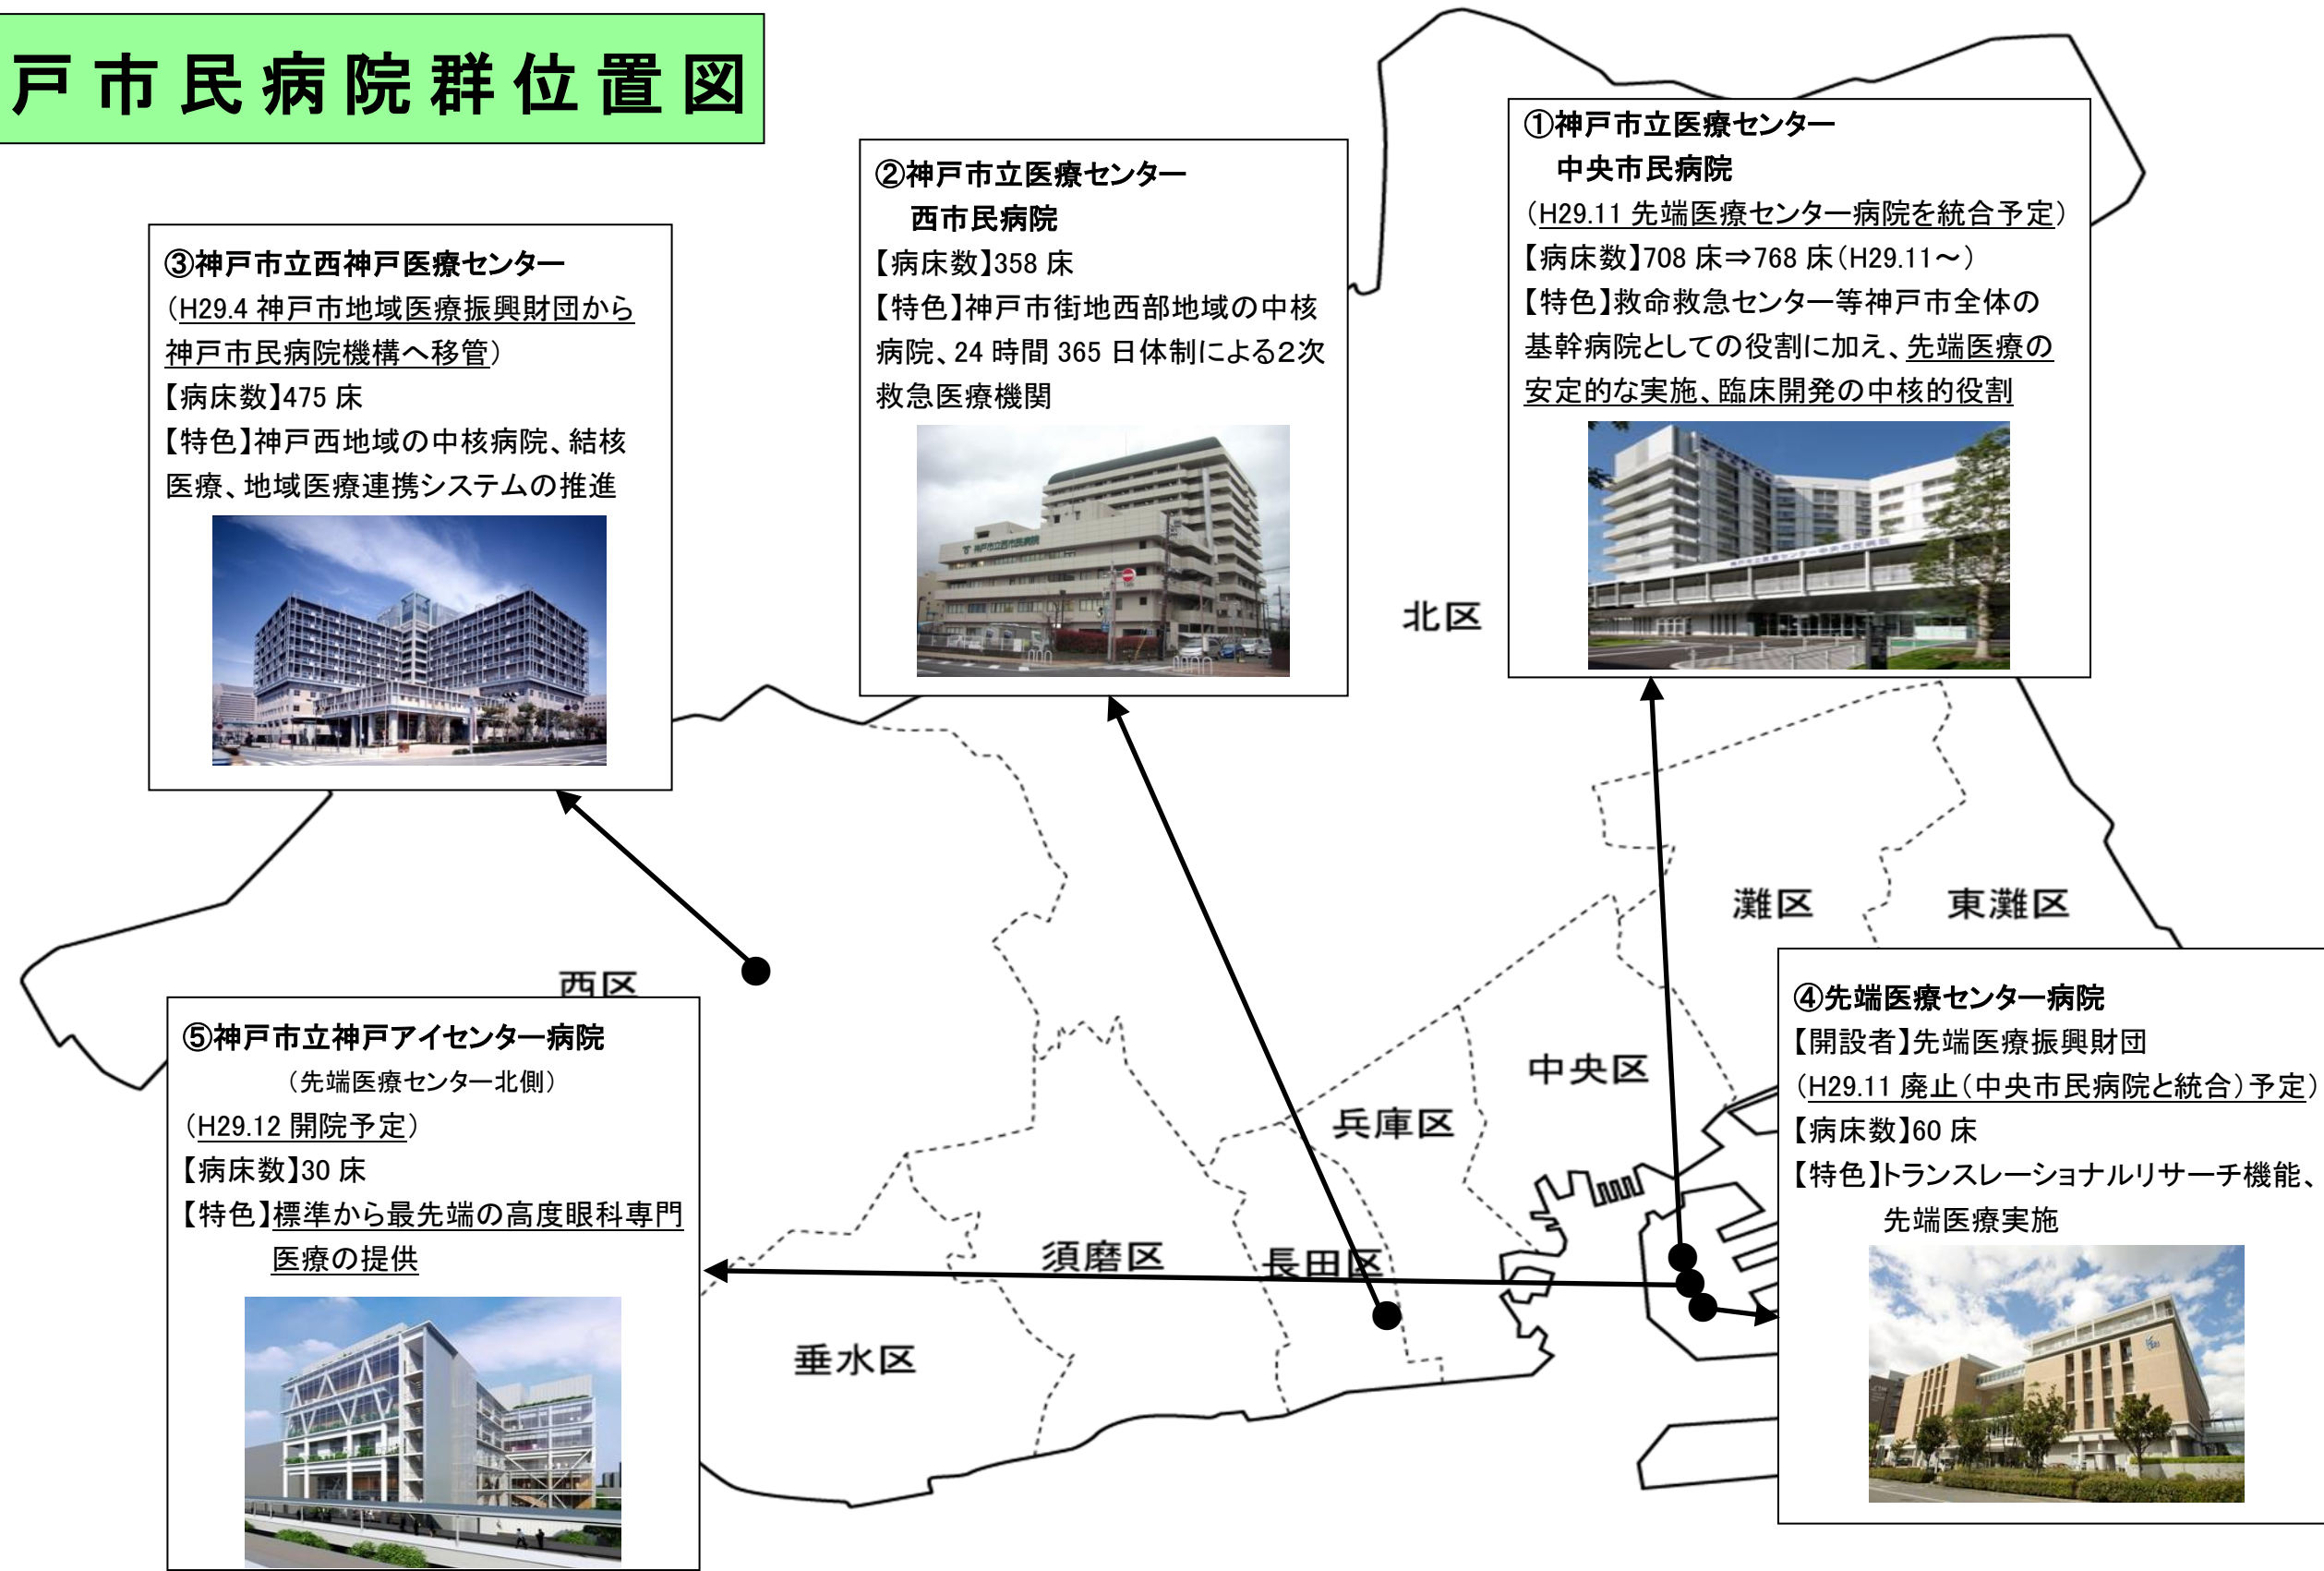 戸市民病院群位置図
①神戸市立医療センター
中央市民病院
（H29.11 先端医療センター病院を統合予定）
【病床数】708 床⇒768 床（H29.11～）
【特色】救命救急センター等神戸市全体の
基幹病院としての役割に加え、先端医療の
安定的な実施、臨床開発の中核的役割
②神戸市立医療センター
西市民病院
【病床数】358 床
【特色】神戸市街地西部地域の中核
病院、24 時間 365 日体制による２次
救急医療機関
神戸市立西市民病院
③神戸市立西神戸医療センター
（H29.4 神戸市地域医療振興財団から
神戸市民病院機構へ移管）
【病床数】475 床
【特色】神戸西地域の中核病院、結核
医療、地域医療連携システムの推進
北区
灘区
東灘区
西区
中央区
兵庫区
須磨区
長田区
垂水区
④先端医療センター病院
【開設者】先端医療振興財団
（H29.11 廃止（中央市民病院と統合）予定）
【病床数】60 床
【特色】トランスレーショナルリサーチ機能、
先端医療実施
⑤神戸市立神戸アイセンター病院
（先端医療センター北側）
（H29.12 開院予定）
【病床数】30 床
【特色】標準から最先端の高度眼科専門
医療の提供